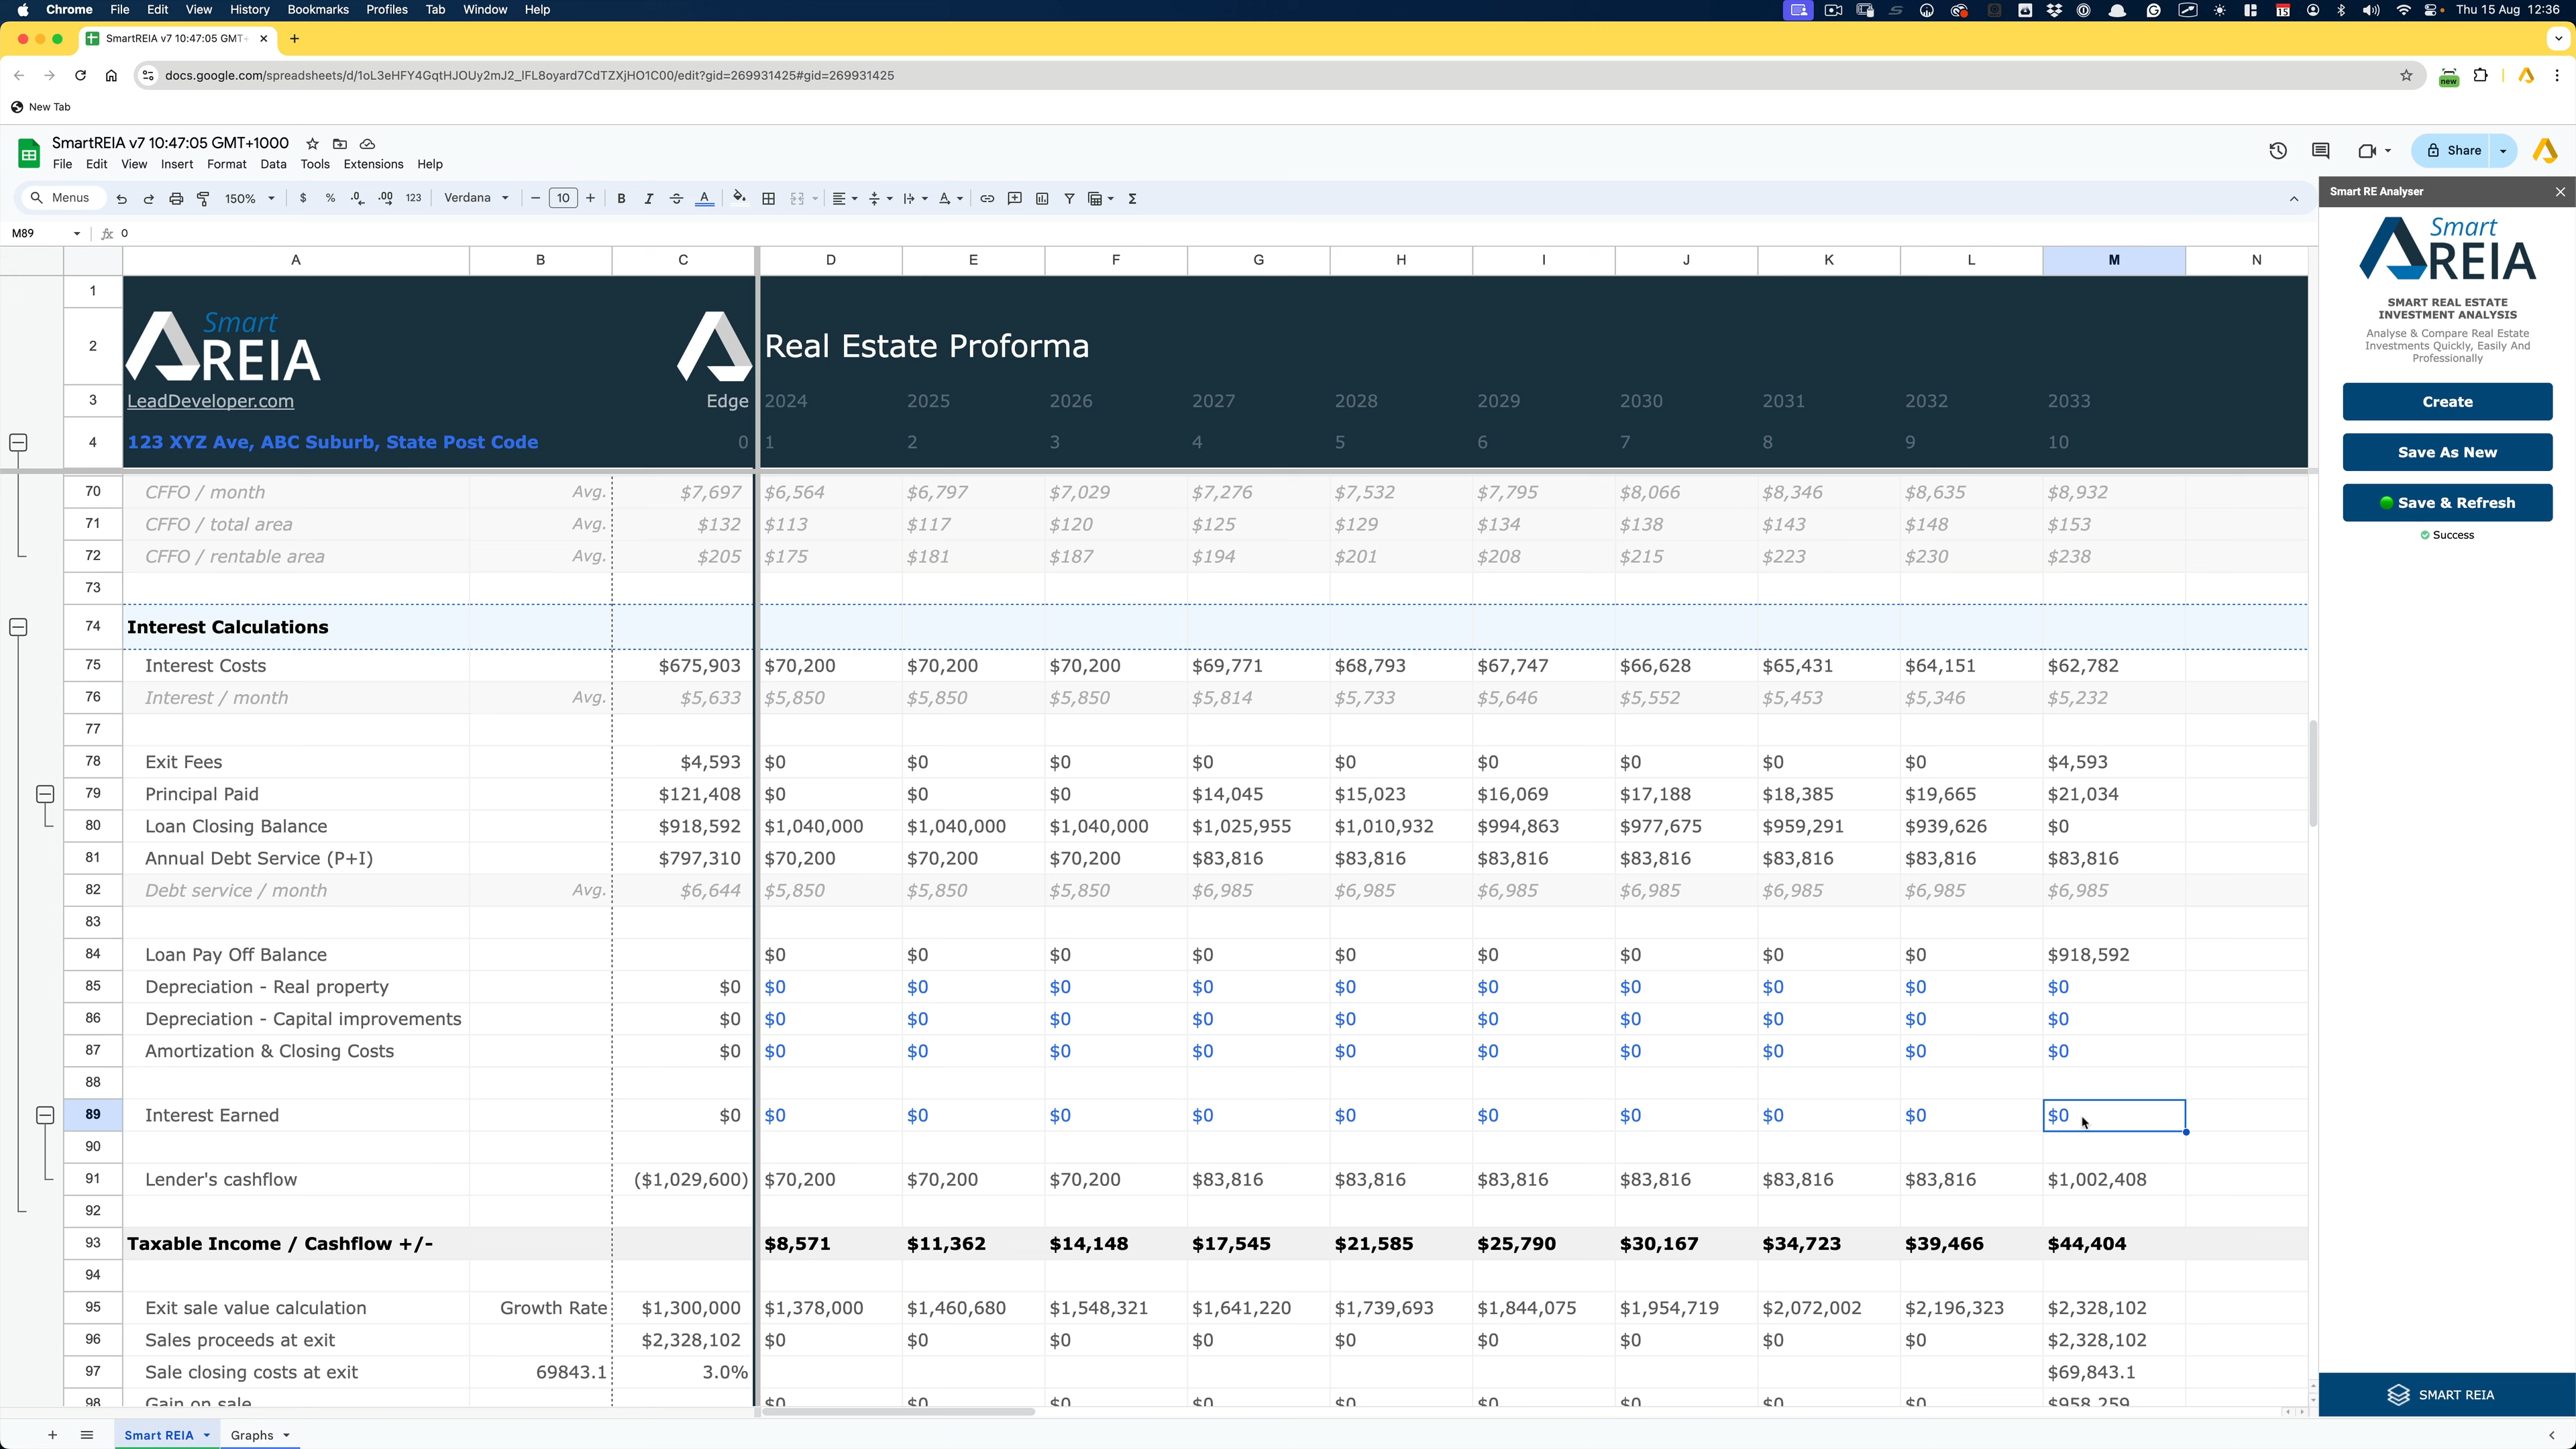 Chrome File Edit View History Bookmarks Profiles Tab Window Help 15 Thu 15 Aug 12:36
SmartREIA v7 10:47:05 GMT+
docs.google.com/spreadsheets/d/1oL3eHFY4GqtHJOUy2mJ2_lFL8oyard7CdTZXjHO1C00/edit?gid=269931425#gid=269931425
new
New Tab
SmartREIA v7 10:47:05 GMT+1000
File Edit View Insert Format Data Tools Extensions Help
Share
Menus 150% $ % .0 .00 123 Verdana 10 B I A
M89 fx 0
A B C D E F G H I J K L M N
1
2 Smart REIA Real Estate Proforma
3 LeadDeveloper.com Edge 2024 2025 2026 2027 2028 2029 2030 2031 2032 2033
4 123 XYZ Ave, ABC Suburb, State Post Code 0 1 2 3 4 5 6 7 8 9 10
70 CFFO / month Avg. $7,697 $6,564 $6,797 $7,029 $7,276 $7,532 $7,795 $8,066 $8,346 $8,635 $8,932
71 CFFO / total area Avg. $132 $113 $117 $120 $125 $129 $134 $138 $143 $148 $153
72 CFFO / rentable area Avg. $205 $175 $181 $187 $194 $201 $208 $215 $223 $230 $238
73
74 Interest Calculations
75 Interest Costs $675,903 $70,200 $70,200 $70,200 $69,771 $68,793 $67,747 $66,628 $65,431 $64,151 $62,782
76 Interest / month Avg. $5,633 $5,850 $5,850 $5,850 $5,814 $5,733 $5,646 $5,552 $5,453 $5,346 $5,232
77
78 Exit Fees $4,593 $0 $0 $0 $0 $0 $0 $0 $0 $0 $4,593
79 Principal Paid $121,408 $0 $0 $0 $14,045 $15,023 $16,069 $17,188 $18,385 $19,665 $21,034
80 Loan Closing Balance $918,592 $1,040,000 $1,040,000 $1,040,000 $1,025,955 $1,010,932 $994,863 $977,675 $959,291 $939,626 $0
81 Annual Debt Service (P+I) $797,310 $70,200 $70,200 $70,200 $83,816 $83,816 $83,816 $83,816 $83,816 $83,816 $83,816
82 Debt service / month Avg. $6,644 $5,850 $5,850 $5,850 $6,985 $6,985 $6,985 $6,985 $6,985 $6,985 $6,985
83
84 Loan Pay Off Balance $0 $0 $0 $0 $0 $0 $0 $0 $0 $918,592
85 Depreciation - Real property $0 $0 $0 $0 $0 $0 $0 $0 $0 $0 $0
86 Depreciation - Capital improvements $0 $0 $0 $0 $0 $0 $0 $0 $0 $0 $0
87 Amortization & Closing Costs $0 $0 $0 $0 $0 $0 $0 $0 $0 $0 $0
88
89 Interest Earned $0 $0 $0 $0 $0 $0 $0 $0 $0 $0 $0
90
91 Lender's cashflow ($1,029,600) $70,200 $70,200 $70,200 $83,816 $83,816 $83,816 $83,816 $83,816 $83,816 $1,002,408
92
93 Taxable Income / Cashflow +/- $8,571 $11,362 $14,148 $17,545 $21,585 $25,790 $30,167 $34,723 $39,466 $44,404
94
95 Exit sale value calculation Growth Rate $1,300,000 $1,378,000 $1,460,680 $1,548,321 $1,641,220 $1,739,693 $1,844,075 $1,954,719 $2,072,002 $2,196,323 $2,328,102
96 Sales proceeds at exit $2,328,102 $0 $0 $0 $0 $0 $0 $0 $0 $0 $2,328,102
97 Sale closing costs at exit 69843.1 3.0% $69,843.1
98 Gain on sale $0 $0 $0 $0 $0 $0 $0 $0 $0 $958,259
Smart REIA Graphs
Smart RE Analyser
Smart
REIA
SMART REAL ESTATE
INVESTMENT ANALYSIS
Analyse & Compare Real Estate
Investments Quickly, Easily And
Professionally
Create
Save As New
Save & Refresh
Success
SMART REIA